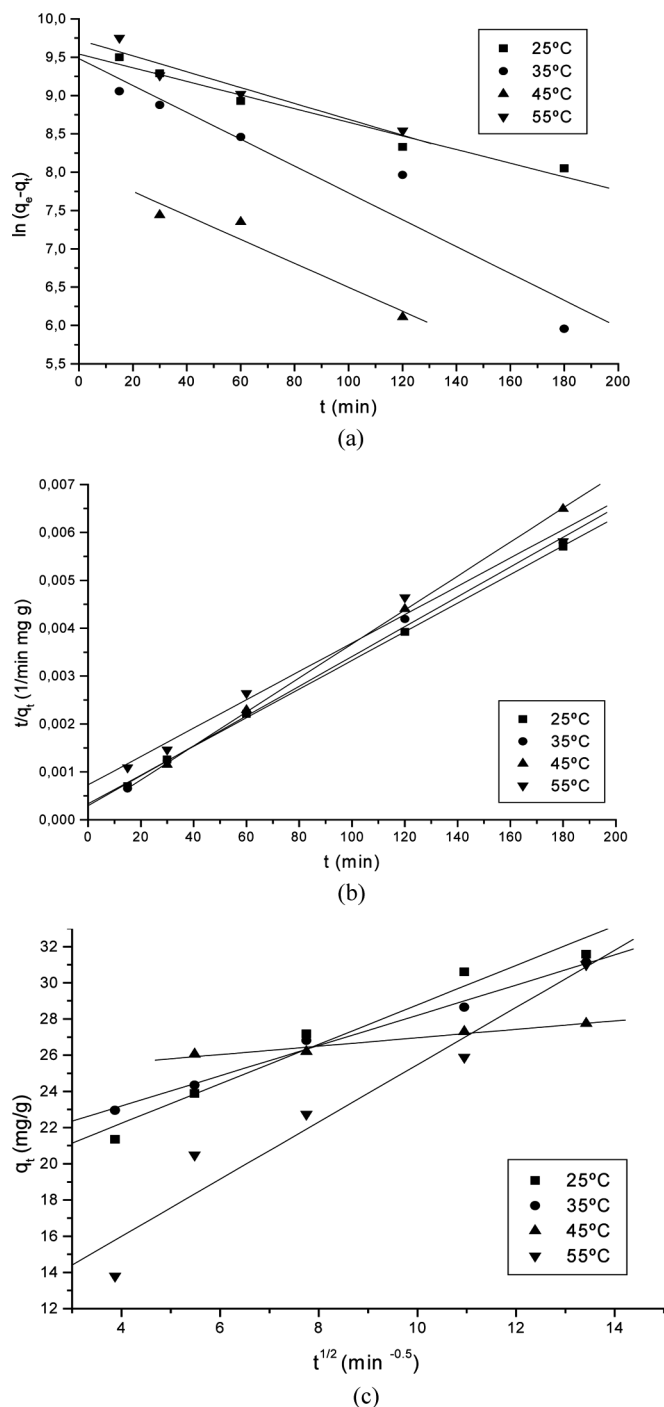 10,0
9,5
9,0
8,5
8,0
7,5
7,0
6,5
6,0
5,5
ln (qe-qt)
25ºC
35ºC
45ºC
55ºC
0 20 40 60 80 100 120 140 160 180 200
t (min)
(a)
0,007
0,006
0,005
0,004
0,003
0,002
0,001
0,000
t/qt (1/min mg g)
25ºC
35ºC
45ºC
55ºC
0 20 40 60 80 100 120 140 160 180 200
t (min)
(b)
32
30
28
26
24
22
20
18
16
14
12
qt (mg/g)
25ºC
35ºC
45ºC
55ºC
4 6 8 10 12 14
t1/2 (min -0.5)
(c)